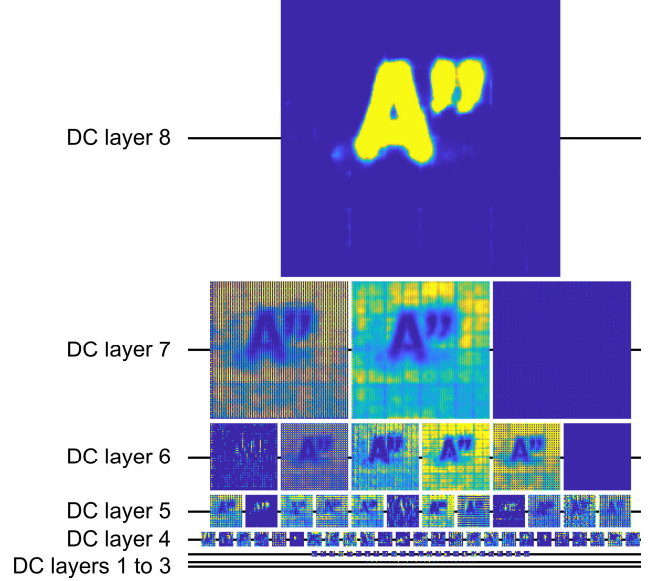 A”
DC layer 8
A”
A”
DC layer 7
A”
A”
A”
A”
DC layer 6
DC layer 5
DC layer 4
DC layers 1 to 3